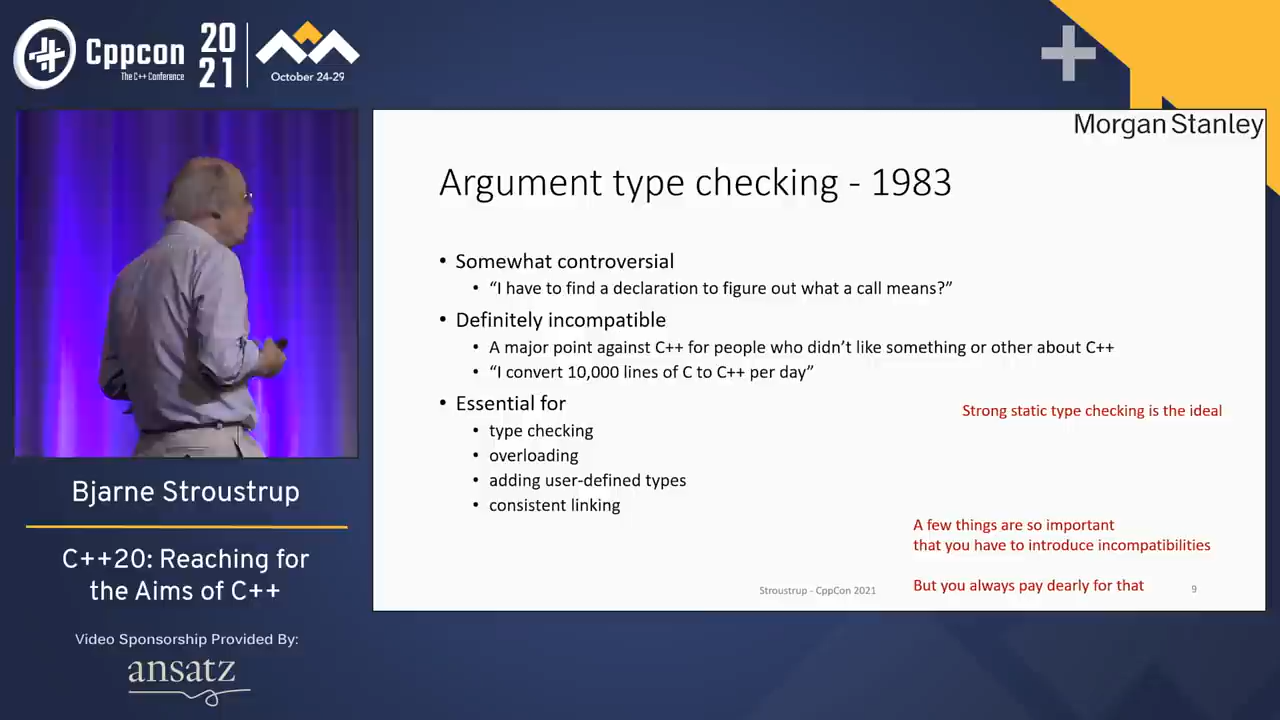 Cppcon
The C++ Conference
20
21
October 24-29
Morgan Stanley
Argument type checking - 1983
• Somewhat controversial
• “I have to find a declaration to figure out what a call means?”
• Definitely incompatible
• A major point against C++ for people who didn’t like something or other about C++
• “I convert 10,000 lines of C to C++ per day”
• Essential for
• type checking
• overloading
• adding user-defined types
• consistent linking
Strong static type checking is the ideal
A few things are so important
that you have to introduce incompatibilities
But you always pay dearly for that
Stroustrup - CppCon 2021
9
Bjarne Stroustrup
C++20: Reaching for
the Aims of C++
Video Sponsorship Provided By:
ansatz